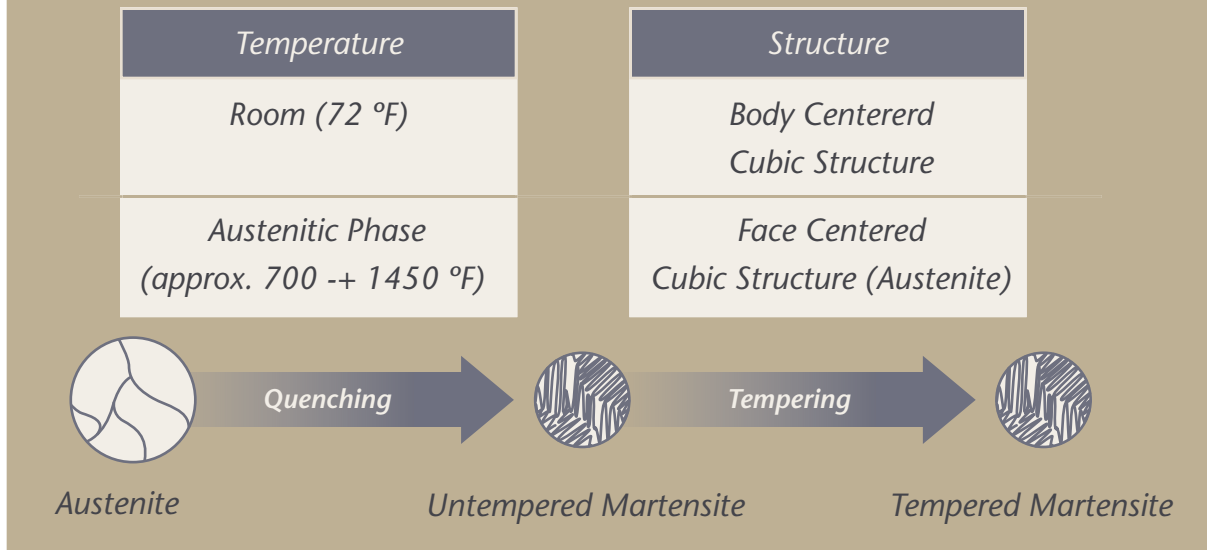 Temperature
Structure
Room (72 ºF)
Body Centererd
Cubic Structure
Austenitic Phase
(approx. 700 -+ 1450 ºF)
Face Centered
Cubic Structure (Austenite)
Quenching
Tempering
Austenite
Untempered Martensite
Tempered Martensite